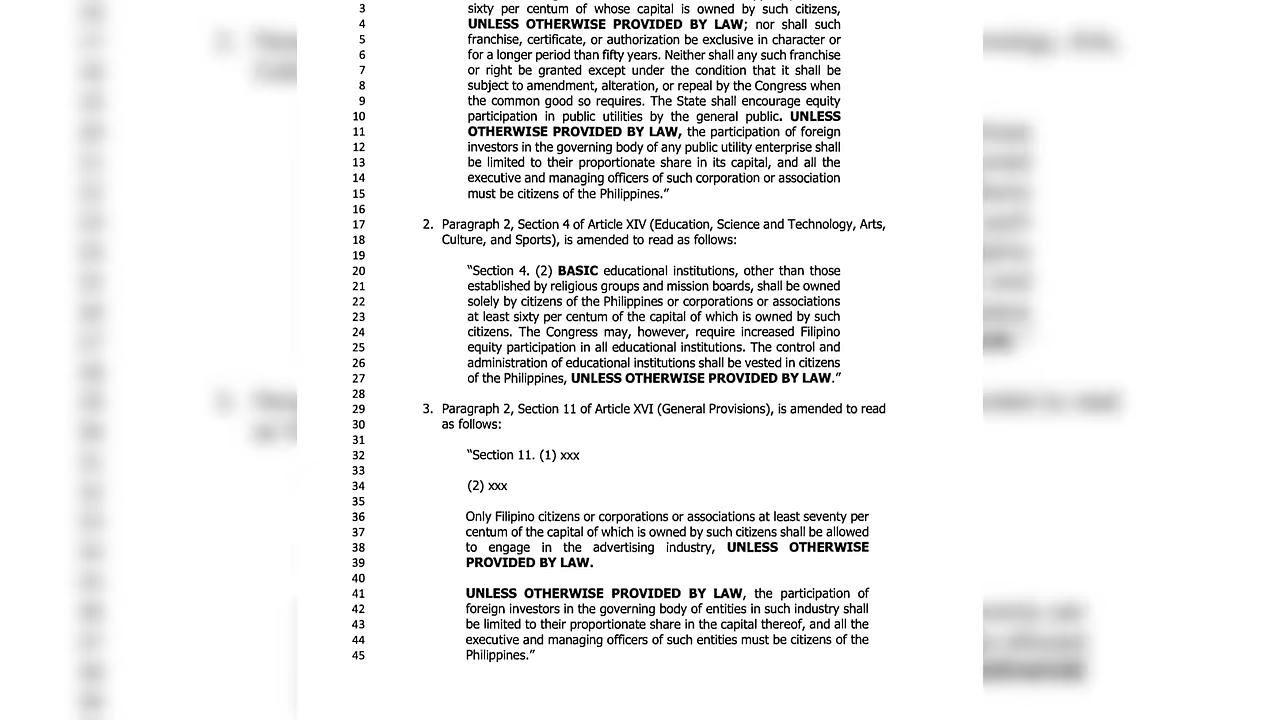 3 sixty per centum of whose capital is owned by such citizens,
4 UNLESS OTHERWISE PROVIDED BY LAW; nor shall such
5 franchise, certificate, or authorization be exclusive in character or
6 for a longer period than fifty years. Neither shall any such franchise
7 or right be granted except under the condition that it shall be
8 subject to amendment, alteration, or repeal by the Congress when
9 the common good so requires. The State shall encourage equity
10 participation in public utilities by the general public. UNLESS
11 OTHERWISE PROVIDED BY LAW, the participation of foreign
12 investors in the governing body of any public utility enterprise shall
13 be limited to their proportionate share in its capital, and all the
14 executive and managing officers of such corporation or association
15 must be citizens of the Philippines.”
16
17 2. Paragraph 2, Section 4 of Article XIV (Education, Science and Technology, Arts,
18 Culture, and Sports), is amended to read as follows:
19
20 “Section 4. (2) BASIC educational institutions, other than those
21 established by religious groups and mission boards, shall be owned
22 solely by citizens of the Philippines or corporations or associations
23 at least sixty per centum of the capital of which is owned by such
24 citizens. The Congress may, however, require increased Filipino
25 equity participation in all educational institutions. The control and
26 administration of educational institutions shall be vested in citizens
27 of the Philippines, UNLESS OTHERWISE PROVIDED BY LAW.”
28
29 3. Paragraph 2, Section 11 of Article XVI (General Provisions), is amended to read
30 as follows:
31
32 “Section 11. (1) xxx
33
34 (2) xxx
35
36 Only Filipino citizens or corporations or associations at least seventy per
37 centum of the capital of which is owned by such citizens shall be allowed
38 to engage in the advertising industry, UNLESS OTHERWISE
39 PROVIDED BY LAW.
40
41 UNLESS OTHERWISE PROVIDED BY LAW, the participation of
42 foreign investors in the governing body of entities in such industry shall
43 be limited to their proportionate share in the capital thereof, and all the
44 executive and managing officers of such entities must be citizens of the
45 Philippines.”